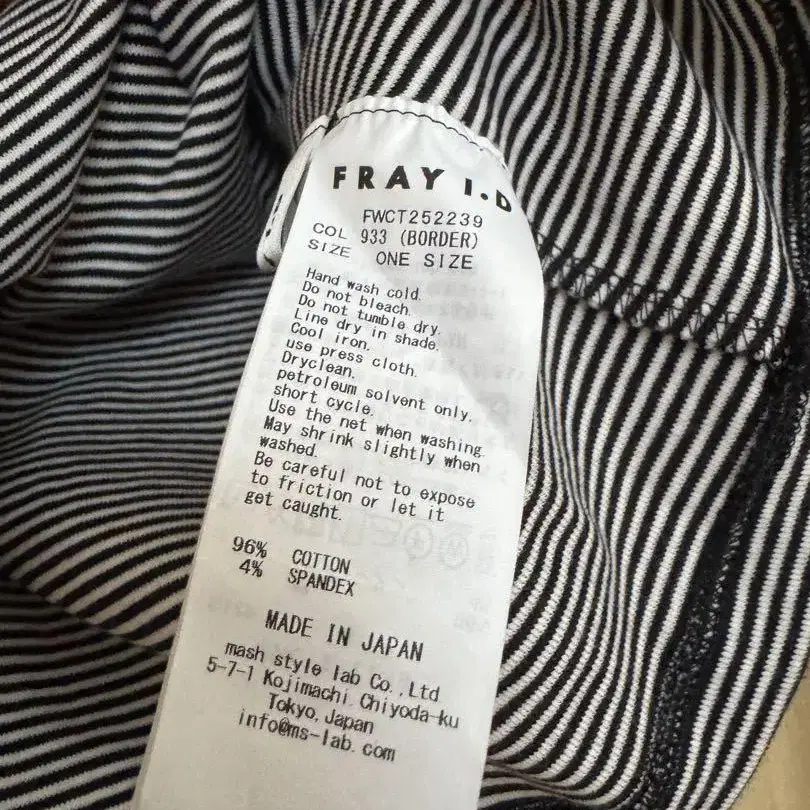 FRAY I.D
FWCT252239
COL 933 (BORDER)
SIZE ONE SIZE
Hand wash cold.
Do not bleach.
Do not tumble dry.
Line dry in shade.
Cool iron.
use press cloth.
Dryclean.
petroleum solvent only,
short cycle.
Use the net when washing.
May shrink slightly when
washed.
Be careful not to expose
to friction or let it
get caught.
96% COTTON
4% SPANDEX
MADE IN JAPAN
mash style lab Co.,Ltd
5-7-1 Kojimachi, Chiyoda-ku
Tokyo, Japan
info@ms-lab.com